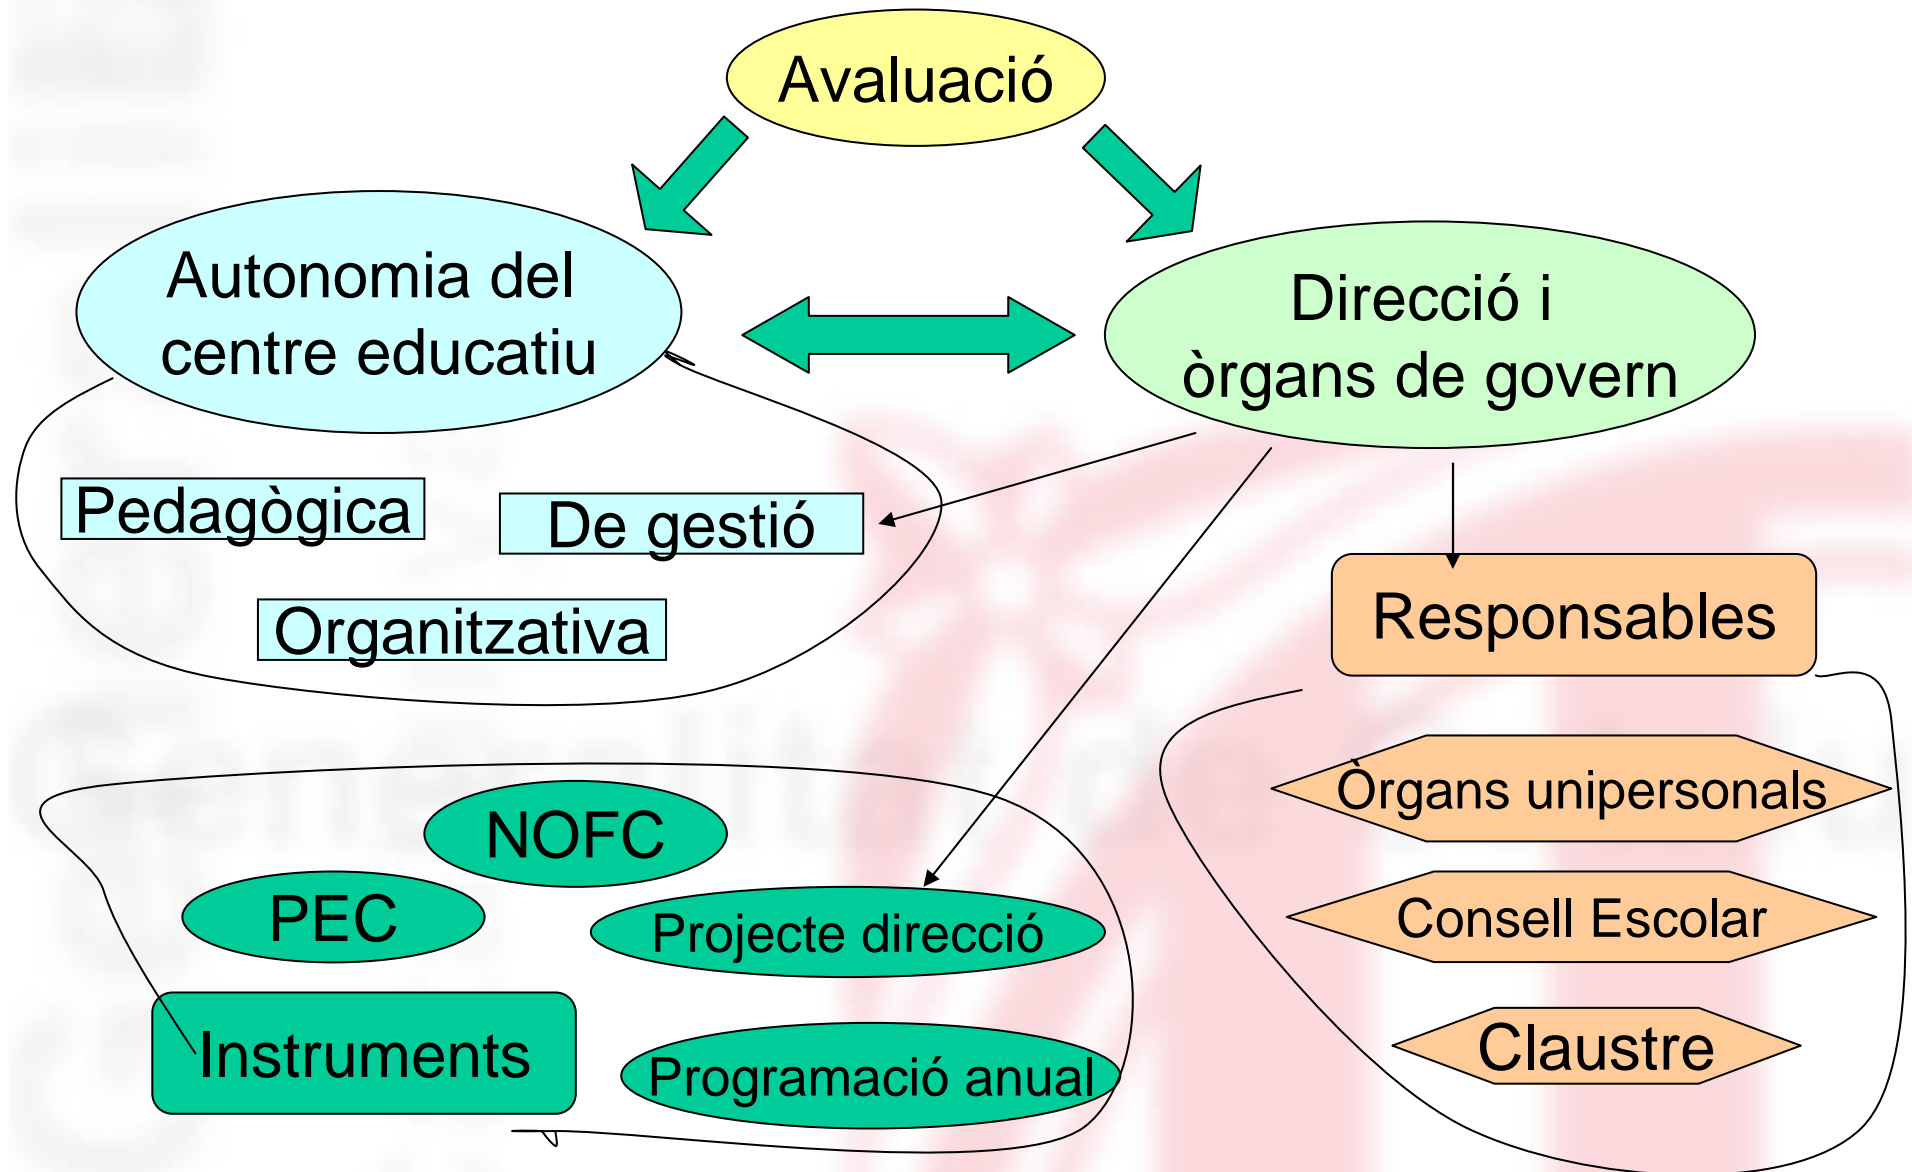 Avaluació
Autonomia del
centre educatiu
Direcció i
òrgans de govern
Pedagògica
De gestió
Organitzativa
Responsables
Òrgans unipersonals
Consell Escolar
Claustre
NOFC
PEC
Projecte direcció
Instruments
Programació anual